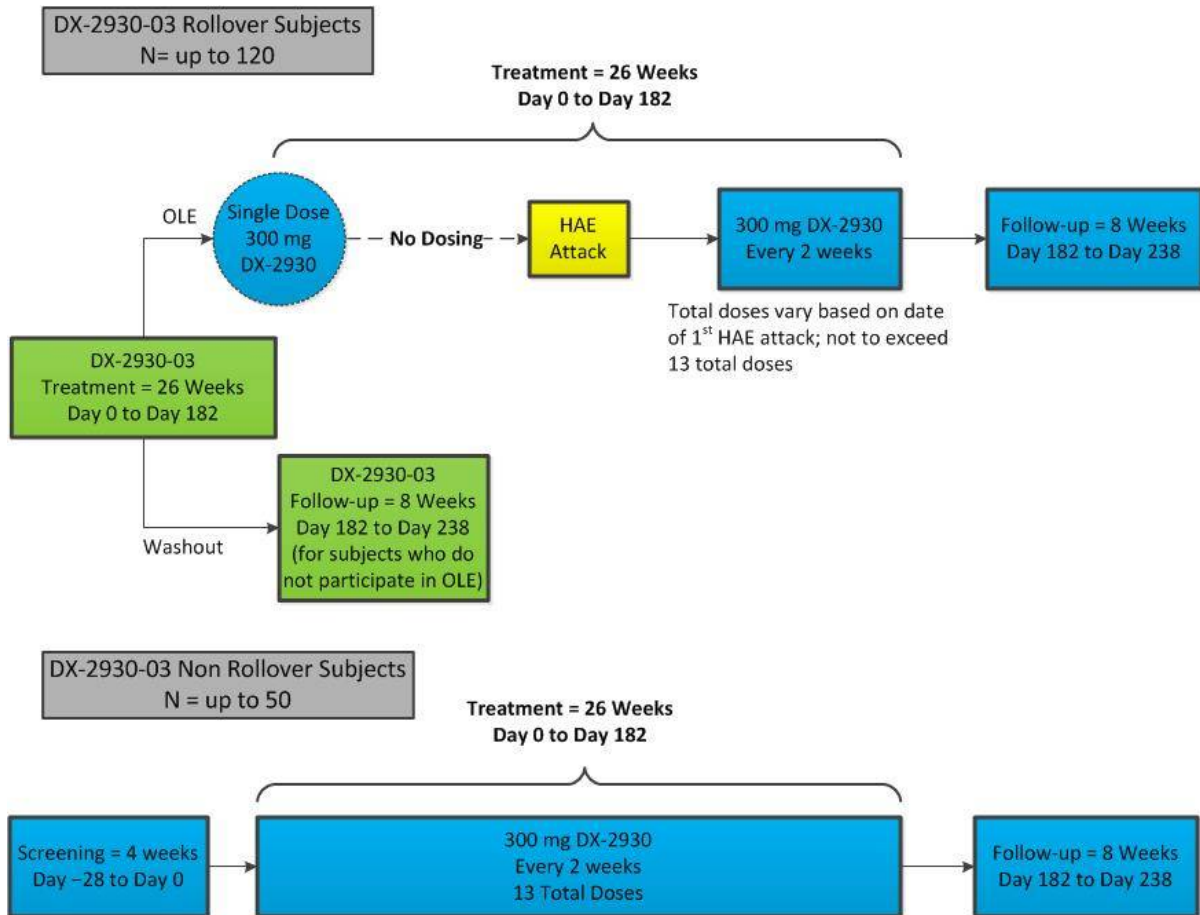 DX-2930-03 Rollover Subjects
N= up to 120
Treatment = 26 Weeks
Day 0 to Day 182
OLE
Single Dose
300 mg
DX-2930
No Dosing
HAE
Attack
300 mg DX-2930
Every 2 weeks
Follow-up = 8 Weeks
Day 182 to Day 238
Total doses vary based on date
of 1st HAE attack; not to exceed
13 total doses
DX-2930-03
Treatment = 26 Weeks
Day 0 to Day 182
DX-2930-03
Follow-up = 8 Weeks
Day 182 to Day 238
(for subjects who do
not participate in OLE)
Washout
DX-2930-03 Non Rollover Subjects
N = up to 50
Treatment = 26 Weeks
Day 0 to Day 182
Screening = 4 weeks
Day –28 to Day 0
300 mg DX-2930
Every 2 weeks
13 Total Doses
Follow-up = 8 Weeks
Day 182 to Day 238